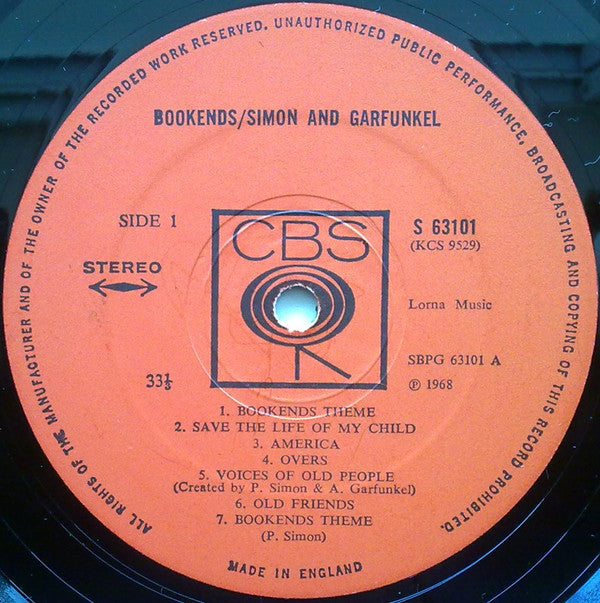 ALL RIGHTS OF THE MANUFACTURER AND OF THE OWNER OF THE RECORDED WORK RESERVED. UNAUTHORIZED PUBLIC PERFORMANCE, BROADCASTING AND COPYING OF THIS RECORD PROHIBITED.
BOOKENDS/SIMON AND GARFUNKEL
SIDE 1
STEREO
33⅓
CBS
S 63101
(KCS 9529)
Lorna Music
SBPG 63101 A
℗ 1968
1. BOOKENDS THEME
2. SAVE THE LIFE OF MY CHILD
3. AMERICA
4. OVERS
5. VOICES OF OLD PEOPLE
(Created by P. Simon & A. Garfunkel)
6. OLD FRIENDS
7. BOOKENDS THEME
(P. Simon)
MADE IN ENGLAND